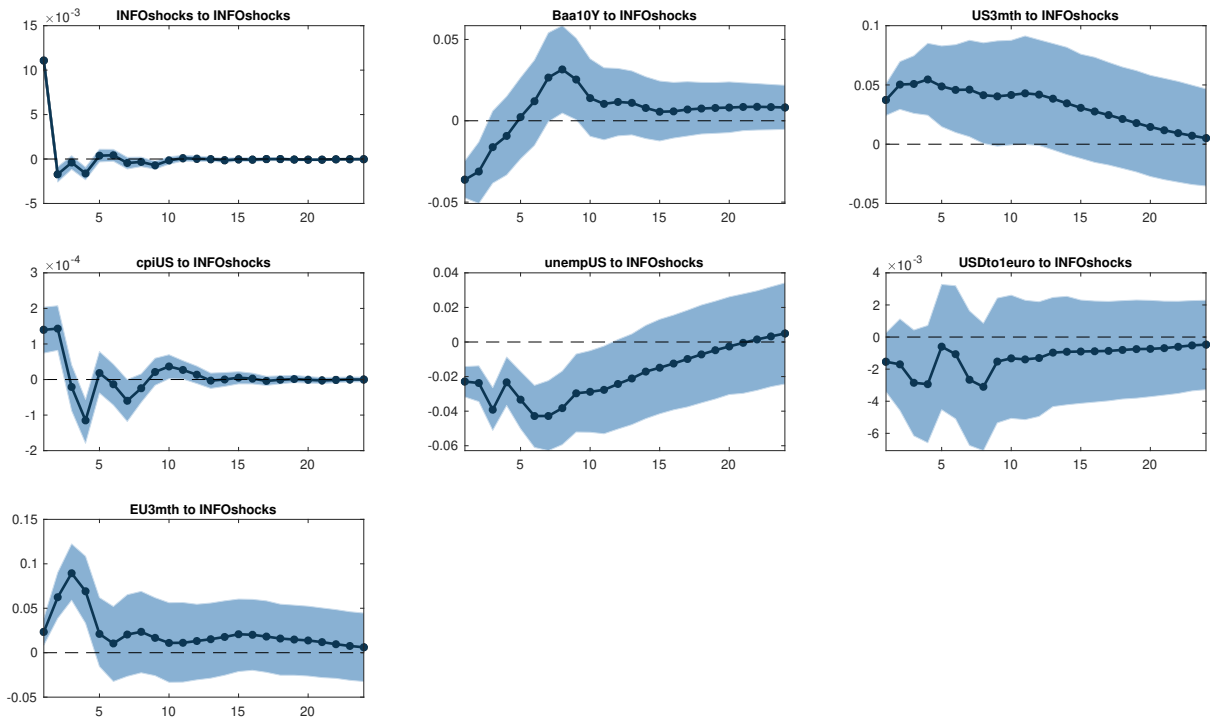 INFOshocks to INFOshocks
×10-3
15
10
5
0
-5
5 10 15 20
Baa10Y to INFOshocks
0.05
0
-0.05
5 10 15 20
US3mth to INFOshocks
0.1
0.05
0
-0.05
5 10 15 20
cpiUS to INFOshocks
×10-4
3
2
1
0
-1
-2
5 10 15 20
unempUS to INFOshocks
0.04
0.02
0
-0.02
-0.04
-0.06
5 10 15 20
USDto1euro to INFOshocks
×10-3
4
2
0
-2
-4
-6
5 10 15 20
EU3mth to INFOshocks
0.15
0.1
0.05
0
-0.05
5 10 15 20